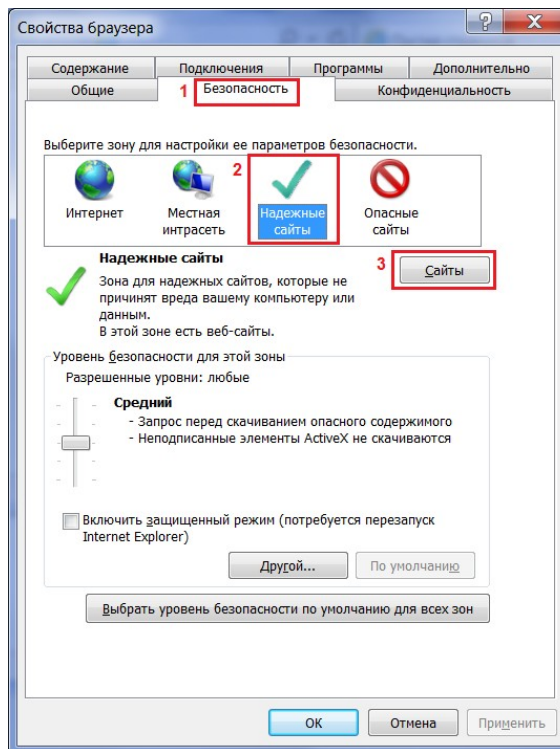 Свойства браузера
Содержание Подключения Программы Дополнительно
Общие 1 Безопасность Конфиденциальность
Выберите зону для настройки ее параметров безопасности.
2
Интернет Местная интрасеть Надежные сайты Опасные сайты
Надежные сайты
3 Сайты
Зона для надежных сайтов, которые не
причинят вреда вашему компьютеру или
данным.
В этой зоне есть веб-сайты.
Уровень безопасности для этой зоны
Разрешенные уровни: любые
Средний
- Запрос перед скачиванием опасного содержимого
- Неподписанные элементы ActiveX не скачиваются
Включить защищенный режим (потребуется перезапуск
Internet Explorer)
Другой... По умолчанию
Выбрать уровень безопасности по умолчанию для всех зон
ОК Отмена Применить